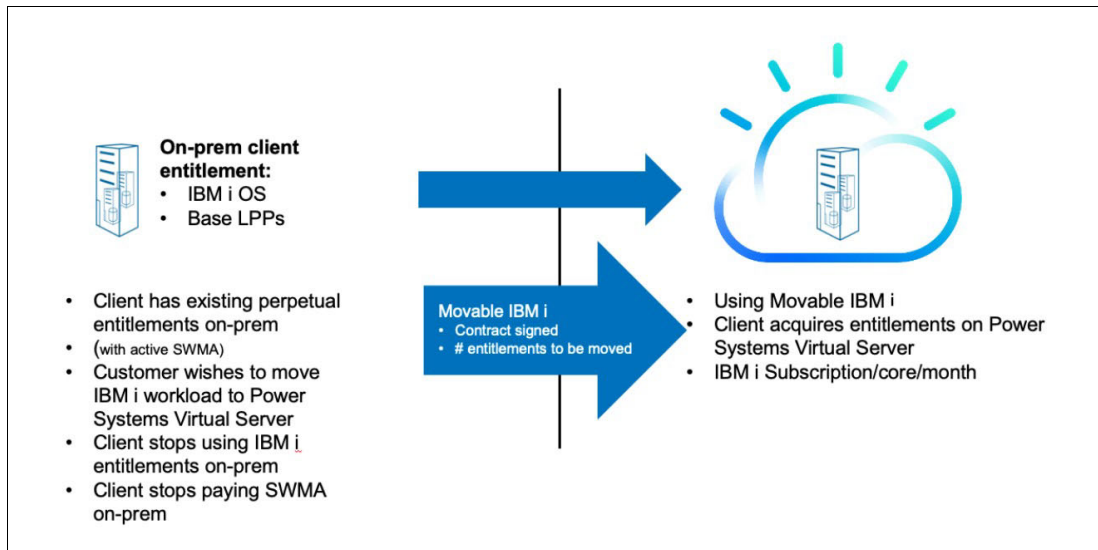 On-prem client
entitlement:
• IBM i OS
• Base LPPs
• Client has existing perpetual
entitlements on-prem
• (with active SWMA)
• Customer wishes to move
IBM i workload to Power
Systems Virtual Server
• Client stops using IBM i
entitlements on-prem
• Client stops paying SWMA
on-prem
Movable IBM i
• Contract signed
• # entitlements to be moved
• Using Movable IBM i
• Client acquires entitlements on Power
Systems Virtual Server
• IBM i Subscription/core/month